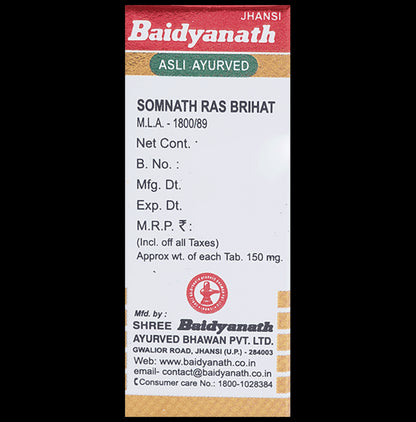 JHANSI
Baidyanath
ASLI AYURVED
SOMNATH RAS BRIHAT
M.L.A. - 1800/89
Net Cont.
B. No. :
Mfg. Dt.
Exp. Dt.
M.R.P. ₹:
(Incl. off all Taxes)
Approx wt. of each Tab. 150 mg.
Mfd. by :
SHREE Baidyanath
AYURVED BHAWAN PVT. LTD.
GWALIOR ROAD, JHANSI (U.P.) - 284003
Web: www.baidyanath.co.in
email- contact@baidyanath.co.in
Consumer care No.: 1800-1028384